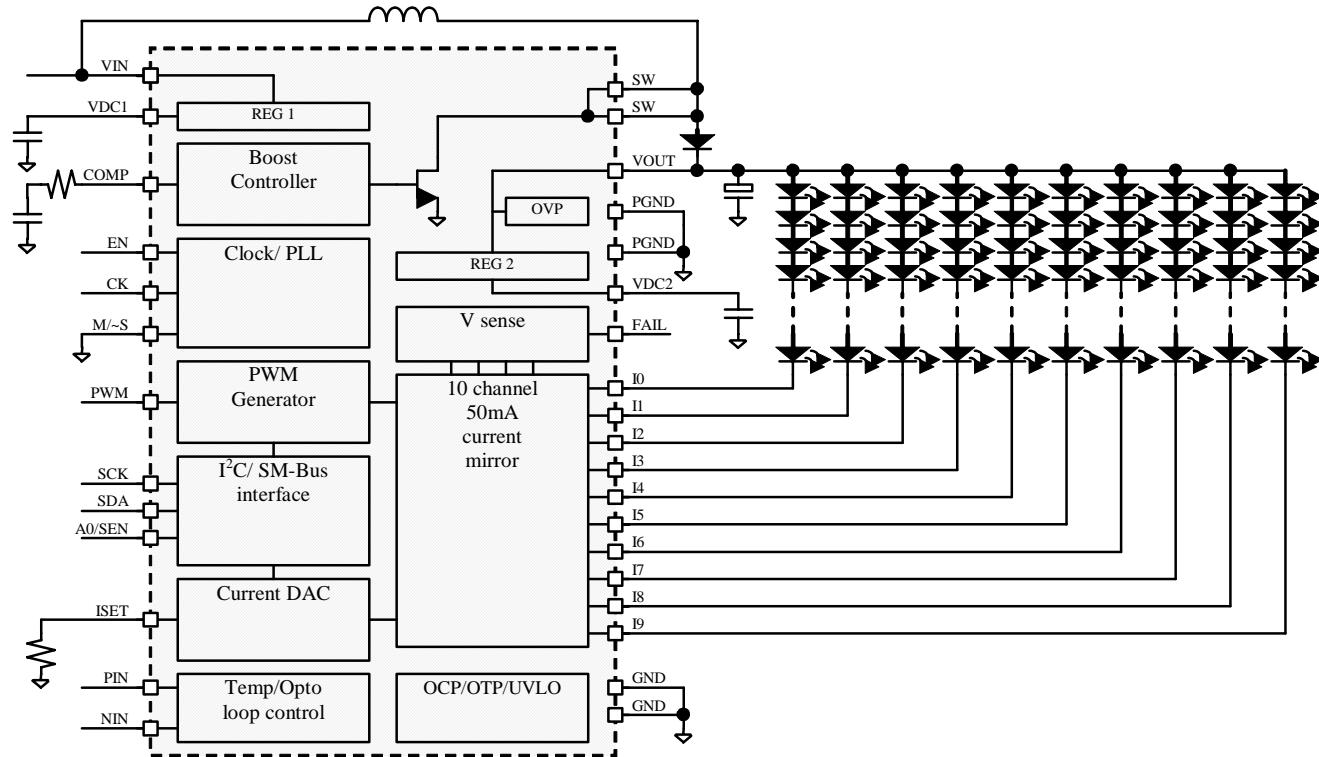 VIN
VDC1
COMP
EN
CK
M/~S
PWM
SCK
SDA
A0/SEN
ISET
PIN
NIN
REG 1
Boost
Controller
Clock/ PLL
PWM
Generator
I²C/ SM-Bus
interface
Current DAC
Temp/Opto
loop control
OVP
REG 2
V sense
10 channel
50mA
current
mirror
OCP/OTP/UVLO
SW
SW
VOUT
PGND
PGND
VDC2
FAIL
I0
I1
I2
I3
I4
I5
I6
I7
I8
I9
GND
GND